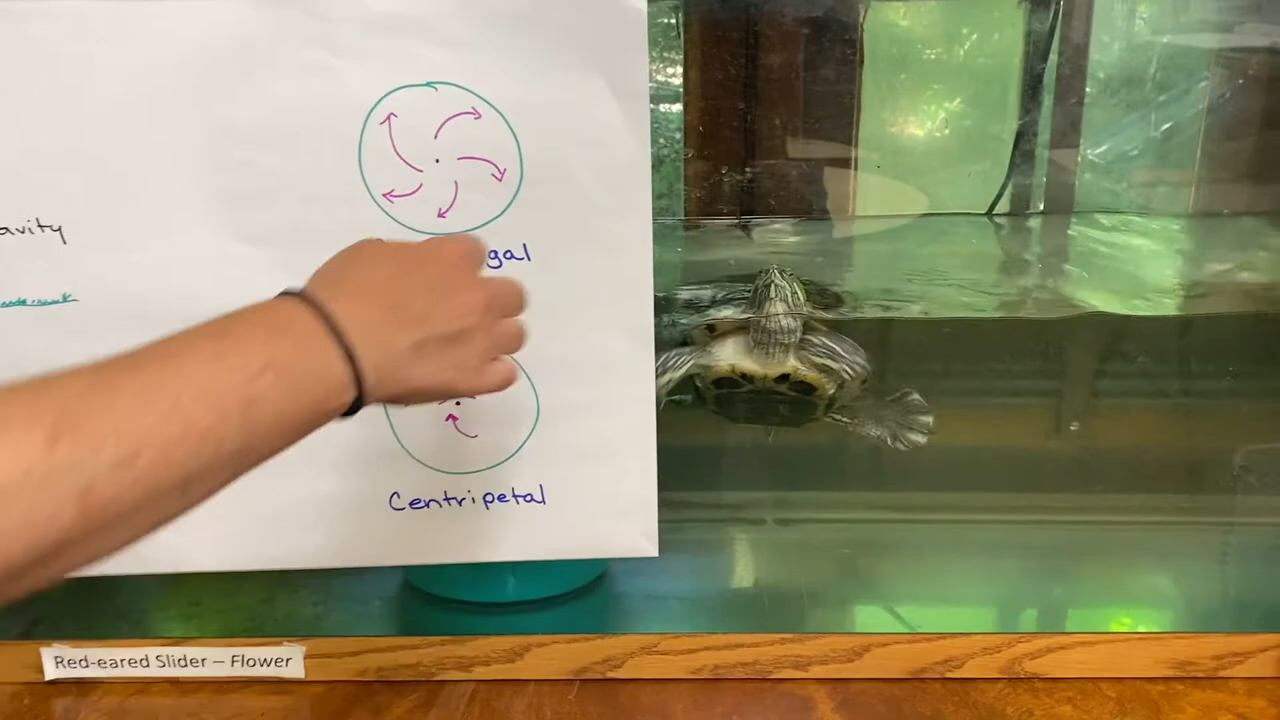 avity
gal
Centripetal
Red-eared Slider – Flower